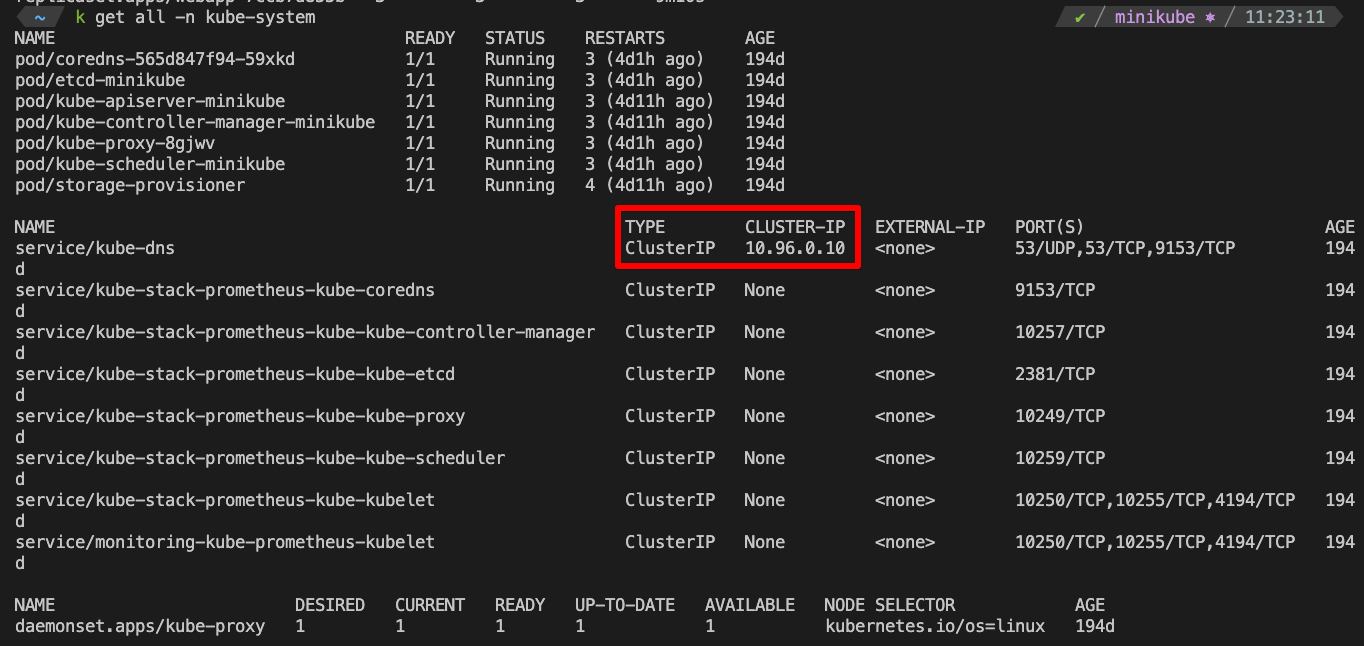 ~ k get all -n kube-system ✔ minikube ⎈ 11:23:11
NAME READY STATUS RESTARTS AGE
pod/coredns-565d847f94-59xkd 1/1 Running 3 (4d1h ago) 194d
pod/etcd-minikube 1/1 Running 3 (4d1h ago) 194d
pod/kube-apiserver-minikube 1/1 Running 3 (4d11h ago) 194d
pod/kube-controller-manager-minikube 1/1 Running 3 (4d11h ago) 194d
pod/kube-proxy-8gjwv 1/1 Running 3 (4d1h ago) 194d
pod/kube-scheduler-minikube 1/1 Running 3 (4d1h ago) 194d
pod/storage-provisioner 1/1 Running 4 (4d11h ago) 194d
NAME TYPE CLUSTER-IP EXTERNAL-IP PORT(S) AGE
service/kube-dns ClusterIP 10.96.0.10 <none> 53/UDP,53/TCP,9153/TCP 194
d
service/kube-stack-prometheus-kube-coredns ClusterIP None <none> 9153/TCP 194
d
service/kube-stack-prometheus-kube-kube-controller-manager ClusterIP None <none> 10257/TCP 194
d
service/kube-stack-prometheus-kube-kube-etcd ClusterIP None <none> 2381/TCP 194
d
service/kube-stack-prometheus-kube-kube-proxy ClusterIP None <none> 10249/TCP 194
d
service/kube-stack-prometheus-kube-kube-scheduler ClusterIP None <none> 10259/TCP 194
d
service/kube-stack-prometheus-kube-kubelet ClusterIP None <none> 10250/TCP,10255/TCP,4194/TCP 194
d
service/monitoring-kube-prometheus-kubelet ClusterIP None <none> 10250/TCP,10255/TCP,4194/TCP 194
d
NAME DESIRED CURRENT READY UP-TO-DATE AVAILABLE NODE SELECTOR AGE
daemonset.apps/kube-proxy 1 1 1 1 1 kubernetes.io/os=linux 194d